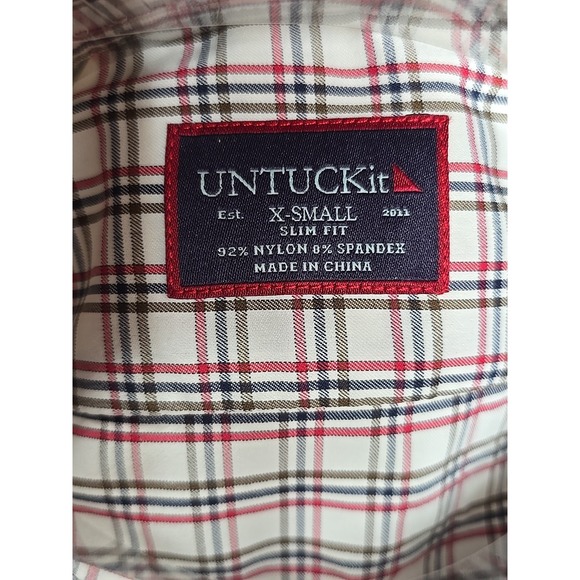 UNTUCKit
Est. X-SMALL 2011
SLIM FIT
92% NYLON 8% SPANDEX
MADE IN CHINA